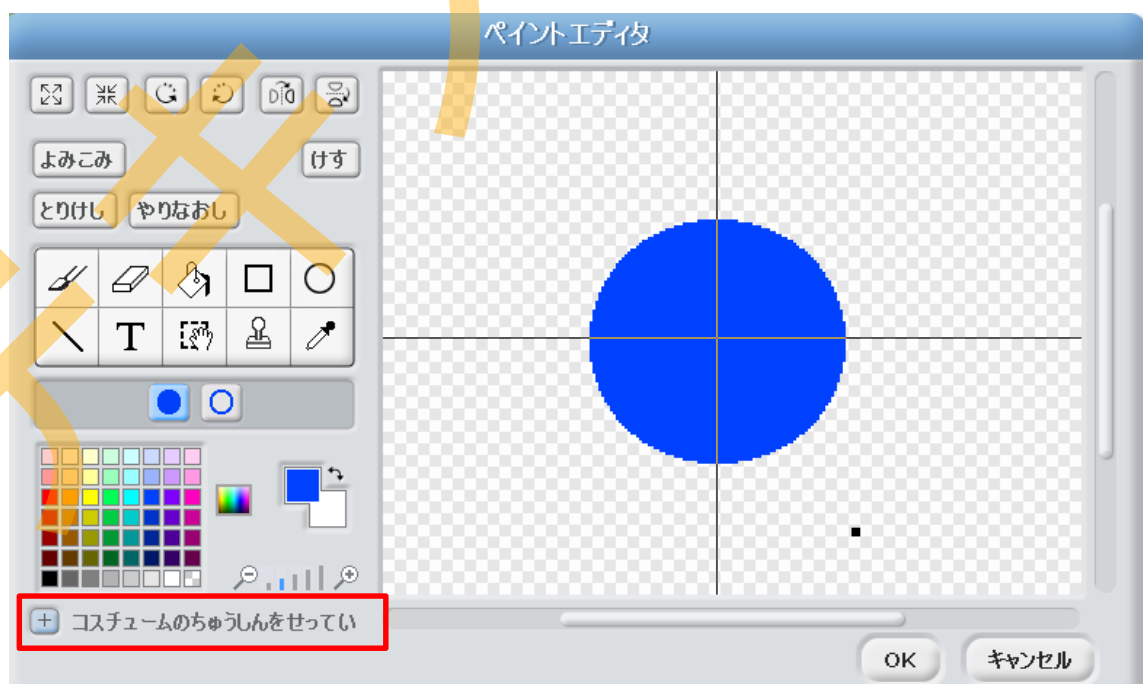 ペイントエディタ
よみこみ
けす
とりけし
やりなおし
T
コスチュームのちゅうしんをせってい
OK
キャンセル